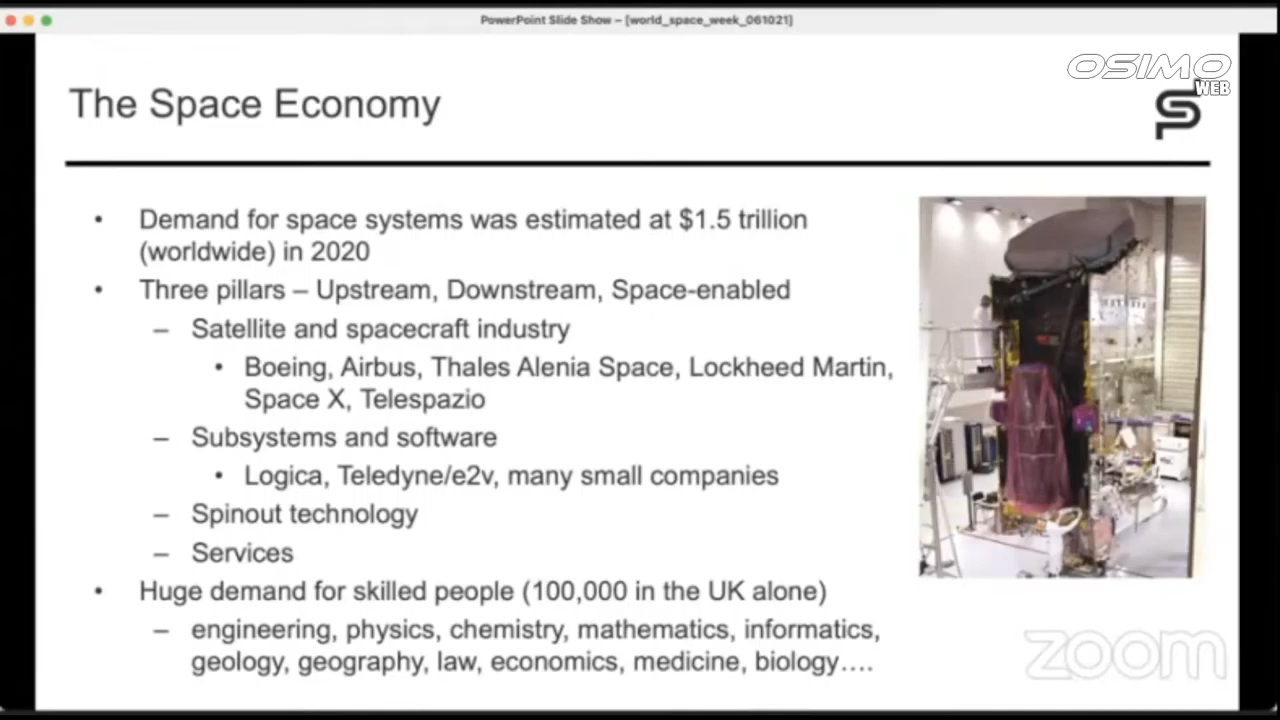 PowerPoint Slide Show – [world_space_week_061021]
OSIMO
WEB
The Space Economy
• Demand for space systems was estimated at $1.5 trillion
(worldwide) in 2020
• Three pillars – Upstream, Downstream, Space-enabled
– Satellite and spacecraft industry
• Boeing, Airbus, Thales Alenia Space, Lockheed Martin,
Space X, Telespazio
– Subsystems and software
• Logica, Teledyne/e2v, many small companies
– Spinout technology
– Services
• Huge demand for skilled people (100,000 in the UK alone)
– engineering, physics, chemistry, mathematics, informatics,
geology, geography, law, economics, medicine, biology….
zoom